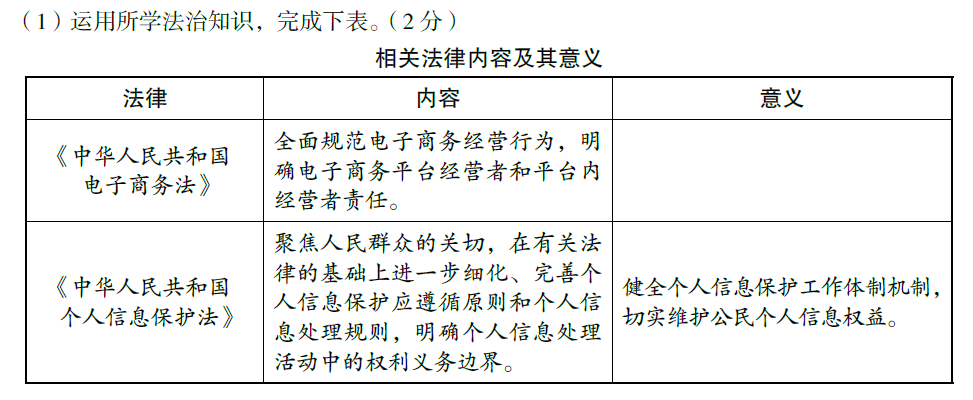 （1）运用所学法治知识，完成下表。（2分）
相关法律内容及其意义
法律
内容
意义
《中华人民共和国
电子商务法》
全面规范电子商务经营行为，明
确电子商务平台经营者和平台内
经营者责任。
《中华人民共和国
个人信息保护法》
聚焦人民群众的关切，在有关法
律的基础上进一步细化、完善个
人信息保护应遵循原则和个人信
息处理规则，明确个人信息处理
活动中的权利义务边界。
健全个人信息保护工作体制机制，
切实维护公民个人信息权益。